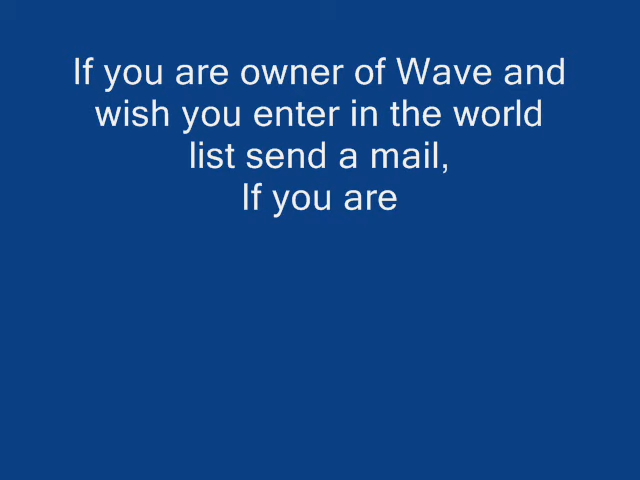 If you are owner of Wave and
wish you enter in the world
list send a mail,
If you are